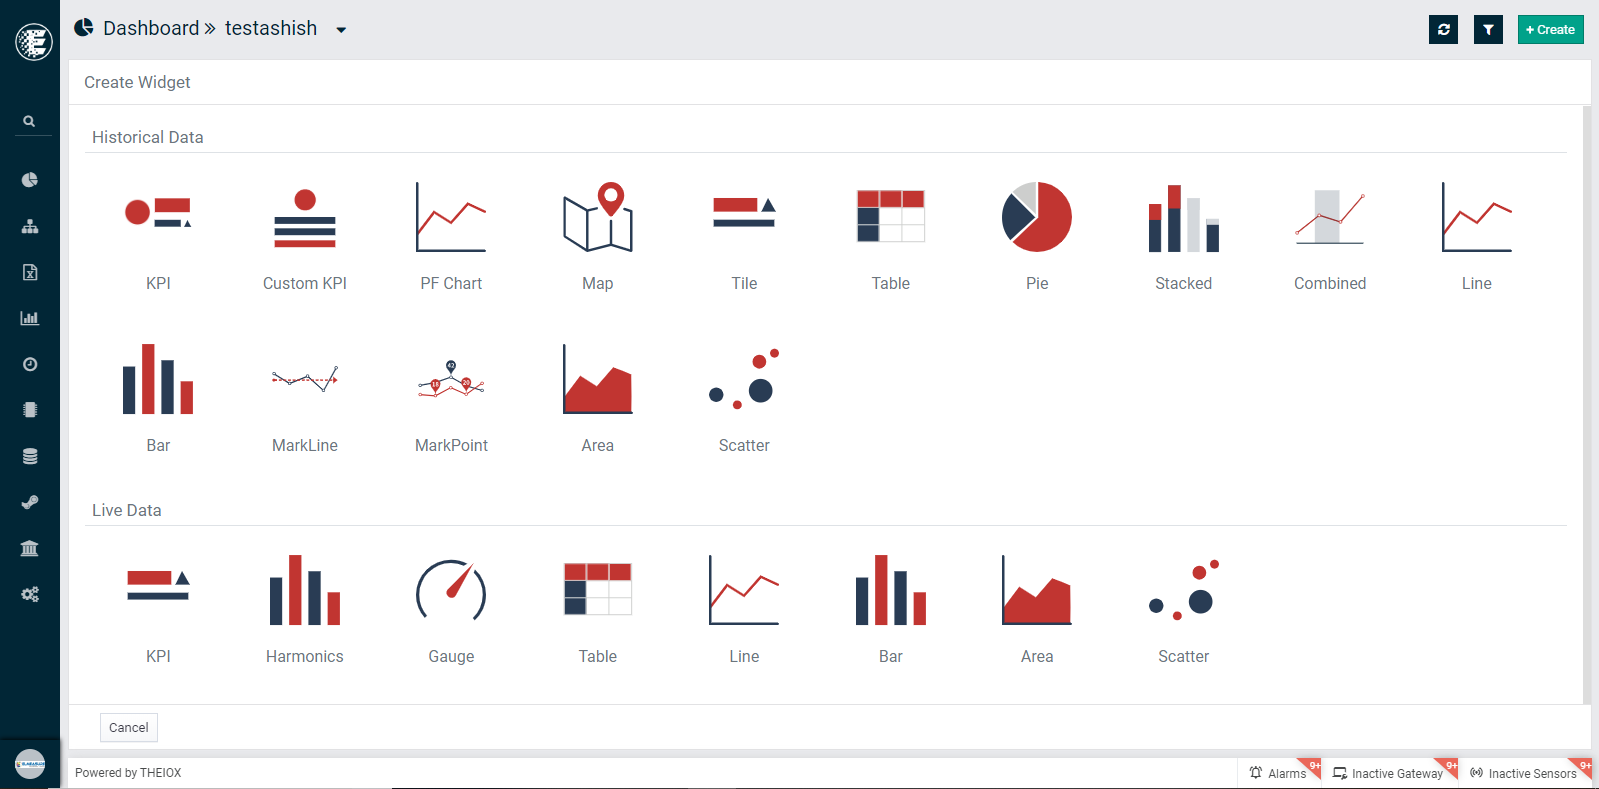 Dashboard » testashish
+ Create
Create Widget
Historical Data
KPI Custom KPI PF Chart Map Tile Table Pie Stacked Combined Line
Bar MarkLine MarkPoint Area Scatter
Live Data
KPI Harmonics Gauge Table Line Bar Area Scatter
Cancel
Powered by THEIOX
Alarms 9+ Inactive Gateway 9+ Inactive Sensors 9+